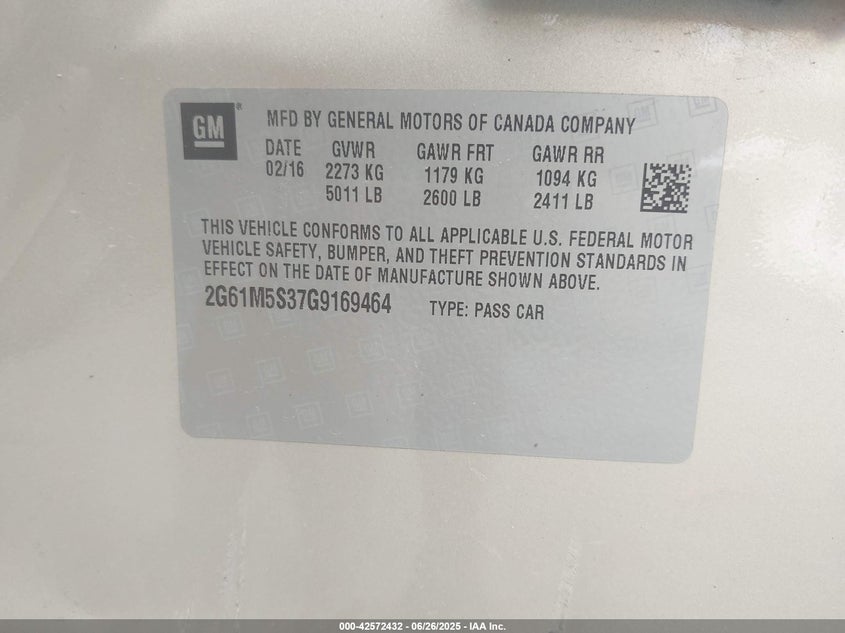 GM ®
MFD BY GENERAL MOTORS OF CANADA COMPANY
DATE GVWR GAWR FRT GAWR RR
02/16 2273 KG 1179 KG 1094 KG
5011 LB 2600 LB 2411 LB
THIS VEHICLE CONFORMS TO ALL APPLICABLE U.S. FEDERAL MOTOR
VEHICLE SAFETY, BUMPER, AND THEFT PREVENTION STANDARDS IN
EFFECT ON THE DATE OF MANUFACTURE SHOWN ABOVE.
2G61M5S37G9169464 TYPE: PASS CAR
000-42572432 - 06/26/2025 - IAA Inc.